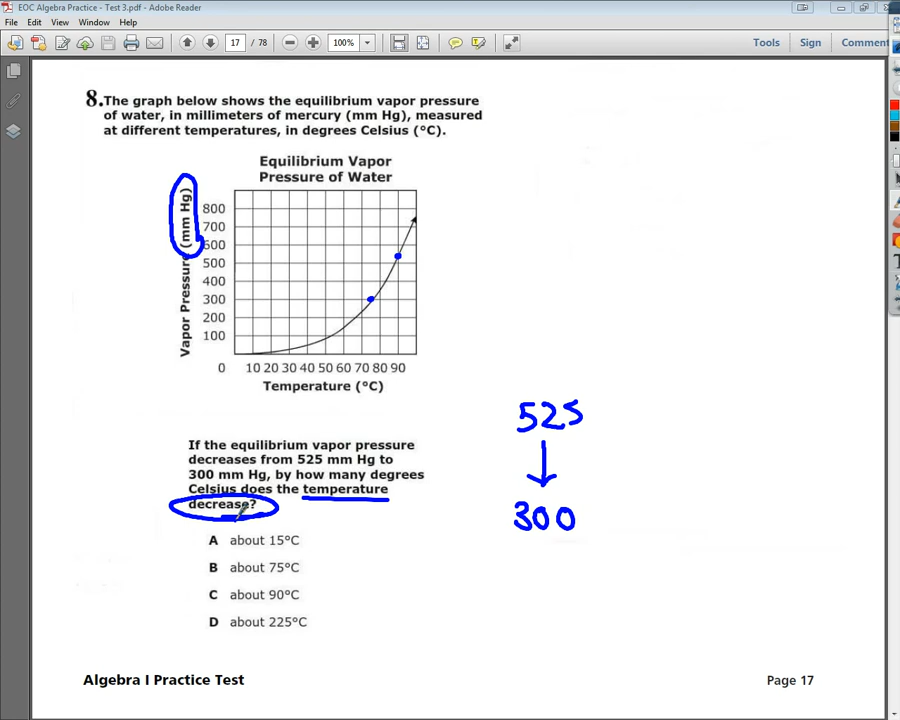 EOC Algebra Practice - Test 3.pdf - Adobe Reader
File Edit View Window Help
17 / 78 100% Tools Sign Comment
8. The graph below shows the equilibrium vapor pressure
of water, in millimeters of mercury (mm Hg), measured
at different temperatures, in degrees Celsius (°C).
Equilibrium Vapor
Pressure of Water
Vapor Pressure (mm Hg)
800
700
600
500
400
300
200
100
0 10 20 30 40 50 60 70 80 90
Temperature (°C)
525
300
If the equilibrium vapor pressure
decreases from 525 mm Hg to
300 mm Hg, by how many degrees
Celsius does the temperature
decrease?
A about 15°C
B about 75°C
C about 90°C
D about 225°C
Algebra I Practice Test Page 17